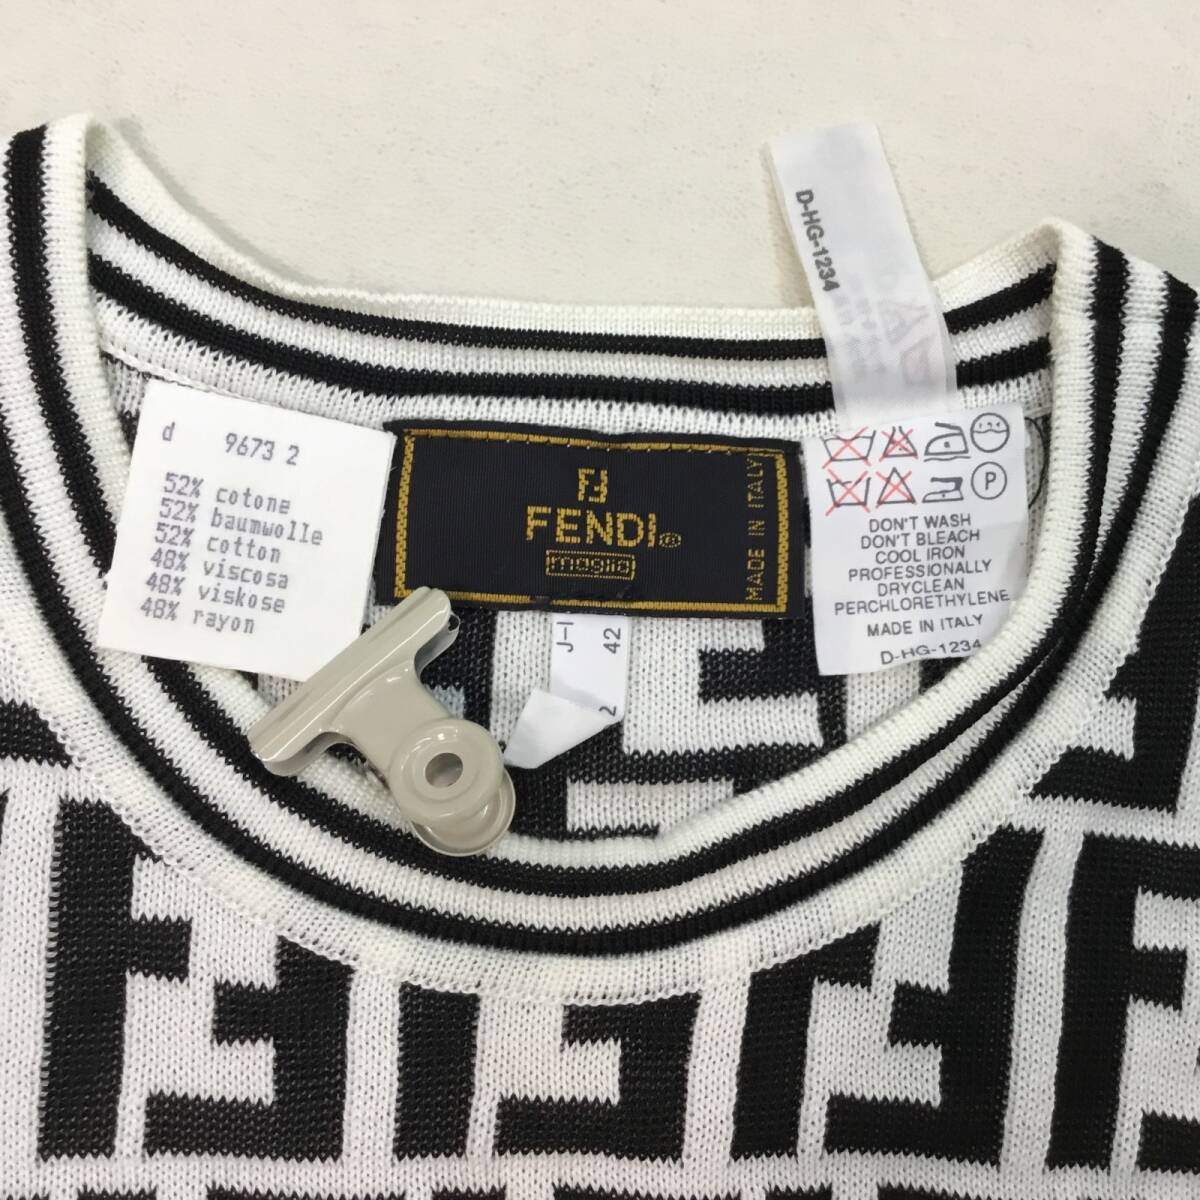 d 9673 2
52% cotone
52% baumwolle
52% cotton
48% viscosa
48% viskose
48% rayon
FENDI®
maglia
MADE IN ITALY
J-I 42
2
D-HG-1234
P
DON'T WASH
DON'T BLEACH
COOL IRON
PROFESSIONALLY
DRYCLEAN
PERCHLORETHYLENE
MADE IN ITALY
D-HG-1234